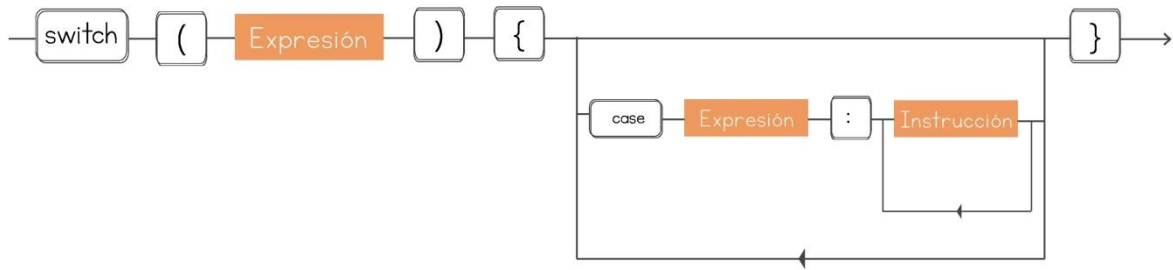 switch ( Expresión ) { }
case Expresión : Instrucción